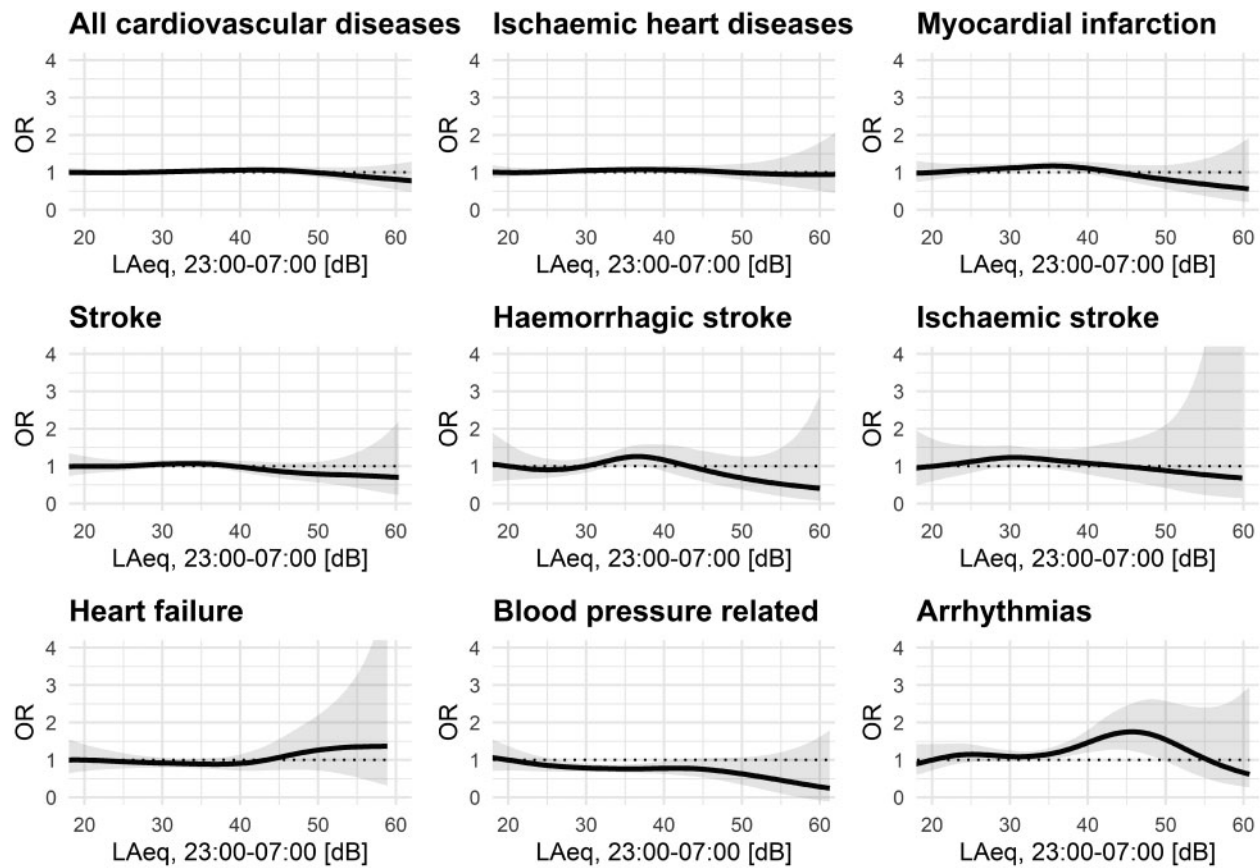 All cardiovascular diseases
4
3
2
1
0
OR
20 30 40 50 60
LAeq, 23:00-07:00 [dB]
Ischaemic heart diseases
4
3
2
1
0
OR
20 30 40 50 60
LAeq, 23:00-07:00 [dB]
Myocardial infarction
4
3
2
1
0
OR
20 30 40 50 60
LAeq, 23:00-07:00 [dB]
Stroke
4
3
2
1
0
OR
20 30 40 50 60
LAeq, 23:00-07:00 [dB]
Haemorrhagic stroke
4
3
2
1
0
OR
20 30 40 50 60
LAeq, 23:00-07:00 [dB]
Ischaemic stroke
4
3
2
1
0
OR
20 30 40 50 60
LAeq, 23:00-07:00 [dB]
Heart failure
4
3
2
1
0
OR
20 30 40 50 60
LAeq, 23:00-07:00 [dB]
Blood pressure related
4
3
2
1
0
OR
20 30 40 50 60
LAeq, 23:00-07:00 [dB]
Arrhythmias
4
3
2
1
0
OR
20 30 40 50 60
LAeq, 23:00-07:00 [dB]